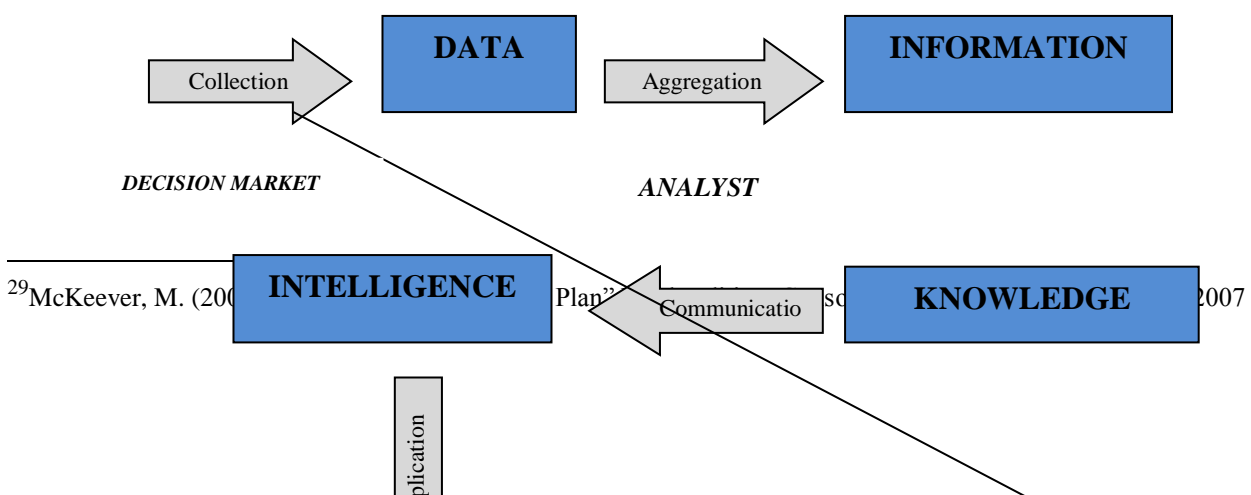 DATA INFORMATION
Collection Aggregation
DECISION MARKET ANALYST
INTELLIGENCE KNOWLEDGE
29McKeever, M. (200 Plan” 2007
Communicatio
plication